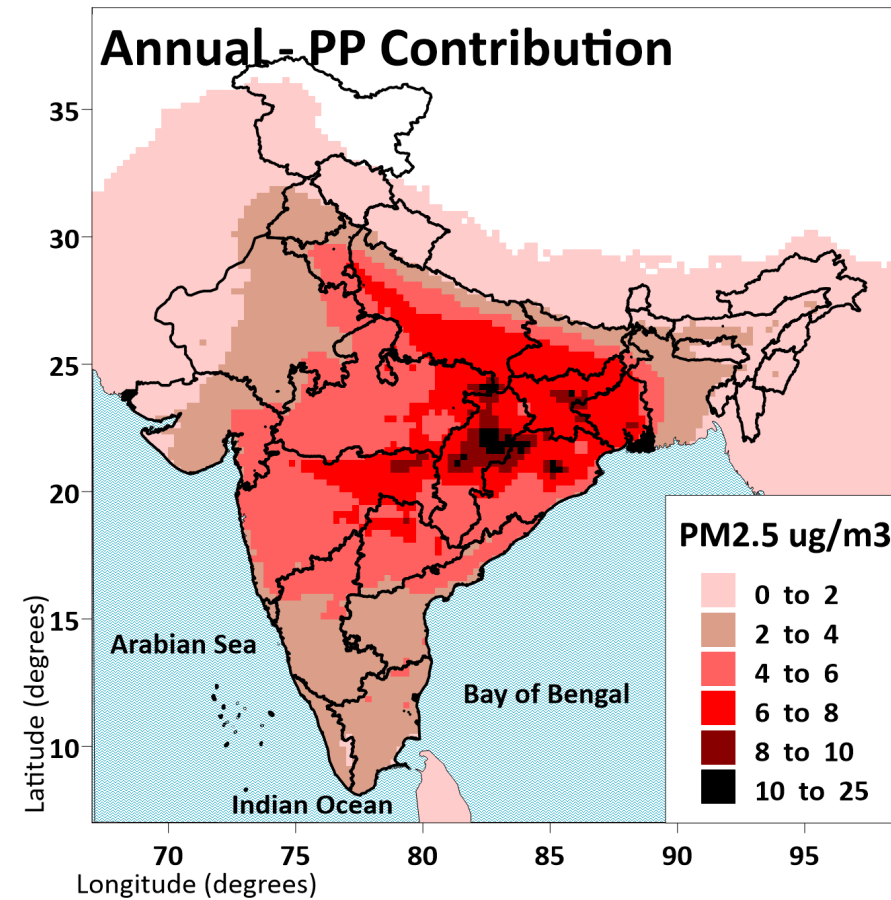 Annual - PP Contribution
35
30
25
20
15
10
Latitude (degrees)
Arabian Sea
Bay of Bengal
Indian Ocean
PM2.5 ug/m3
0 to 2
2 to 4
4 to 6
6 to 8
8 to 10
10 to 25
70 75 80 85 90 95
Longitude (degrees)